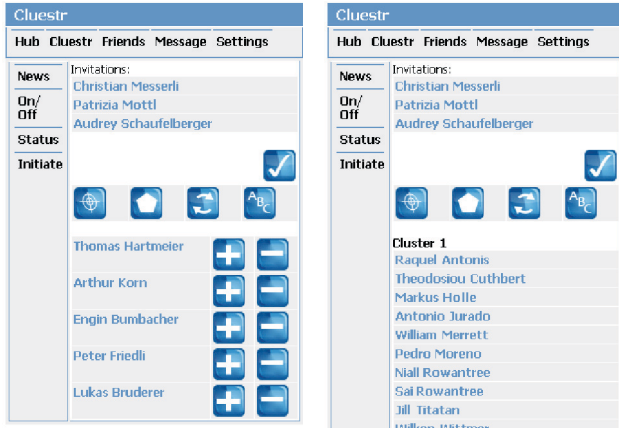 Cluestr
Hub Cluestr Friends Message Settings
News
On/
Off
Status
Initiate
Invitations:
Christian Messerli
Patrizia Mottl
Audrey Schaufelberger
ABC
Thomas Hartmeier
Arthur Korn
Engin Bumbacher
Peter Friedli
Lukas Bruderer
Cluestr
Hub Cluestr Friends Message Settings
News
On/
Off
Status
Initiate
Invitations:
Christian Messerli
Patrizia Mottl
Audrey Schaufelberger
ABC
Cluster 1
Raquel Antonis
Theodosiou Cuthbert
Markus Holle
Antonio Jurado
William Merrett
Pedro Moreno
Niall Rowantree
Sai Rowantree
Jill Titatan